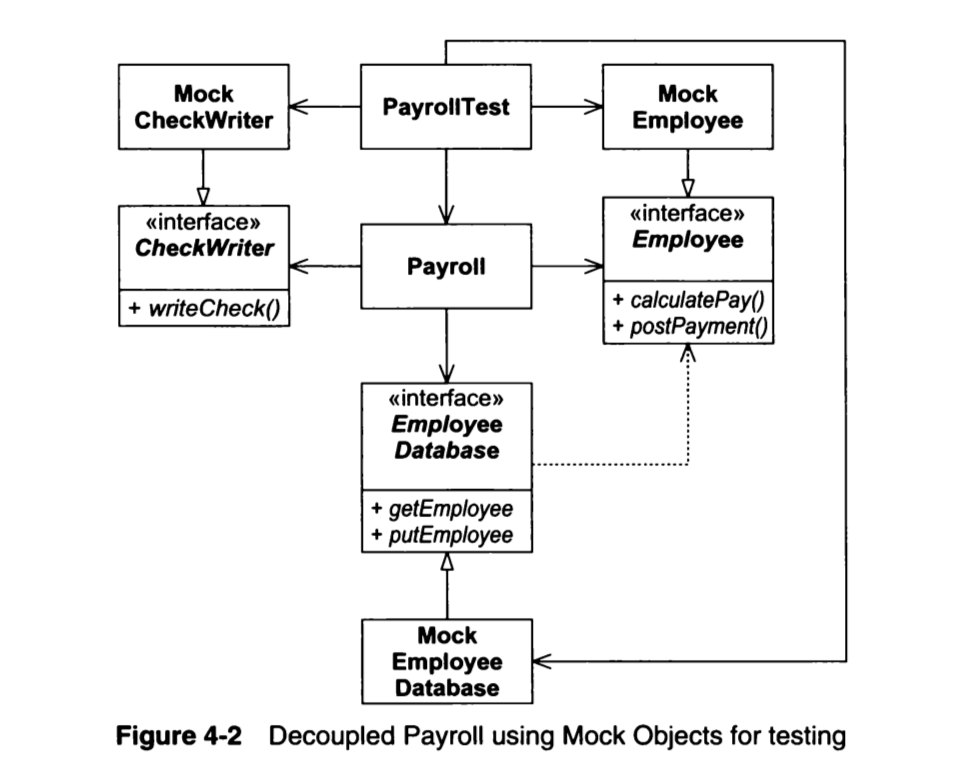 Mock
CheckWriter
PayrollTest
Mock
Employee
«interface»
CheckWriter
+ writeCheck()
Payroll
«interface»
Employee
+ calculatePay()
+ postPayment()
«interface»
Employee
Database
+ getEmployee
+ putEmployee
Mock
Employee
Database
Figure 4-2 Decoupled Payroll using Mock Objects for testing